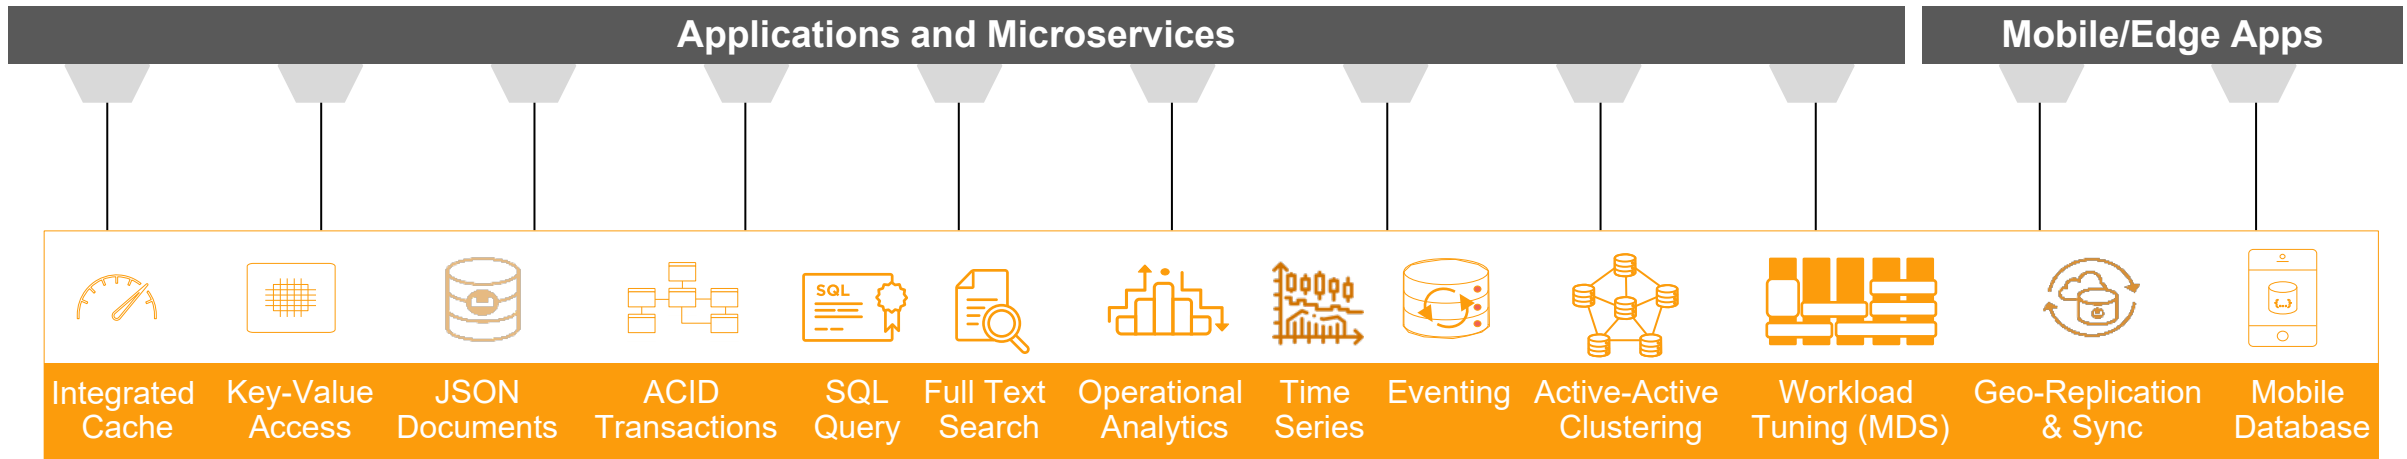 Applications and Microservices
Mobile/Edge Apps
SQL
{...}
Integrated
Cache
Key-Value
Access
JSON
Documents
ACID
Transactions
SQL
Query
Full Text
Search
Operational
Analytics
Time
Series
Eventing
Active-Active
Clustering
Workload
Tuning (MDS)
Geo-Replication
& Sync
Mobile
Database